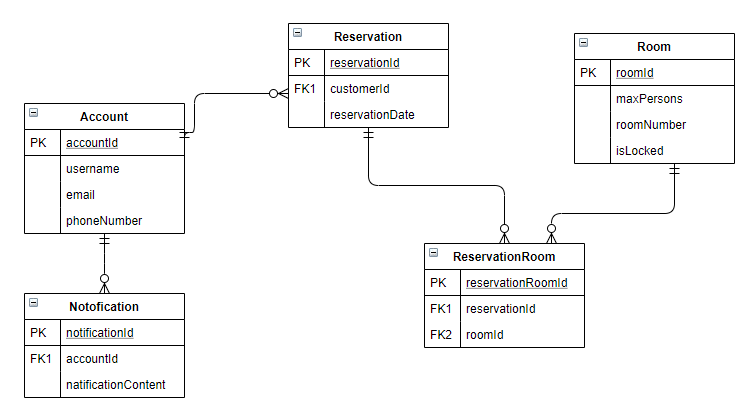 Reservation
PK reservationId
FK1 customerId
reservationDate
Room
PK roomId
maxPersons
roomNumber
isLocked
Account
PK accountId
username
email
phoneNumber
ReservationRoom
PK reservationRoomId
FK1 reservationId
FK2 roomId
Notofication
PK notificationId
FK1 accountId
natificationContent